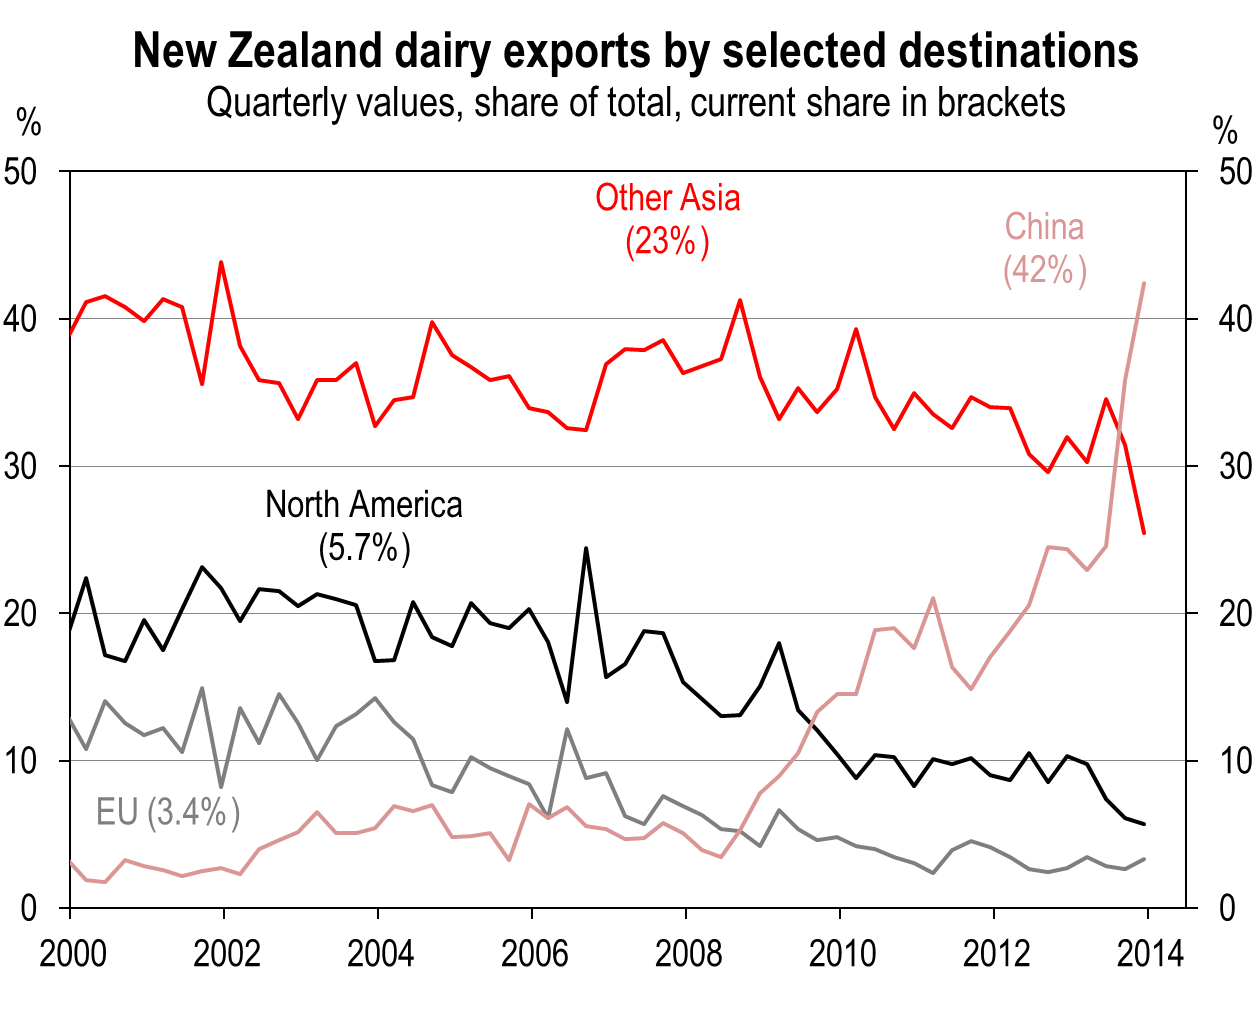 New Zealand dairy exports by selected destinations
Quarterly values, share of total, current share in brackets
%
%
50
50
Other Asia
(23%)
China
(42%)
40
40
30
30
North America
(5.7%)
20
20
10
10
EU (3.4%)
0
0
2000 2002 2004 2006 2008 2010 2012 2014